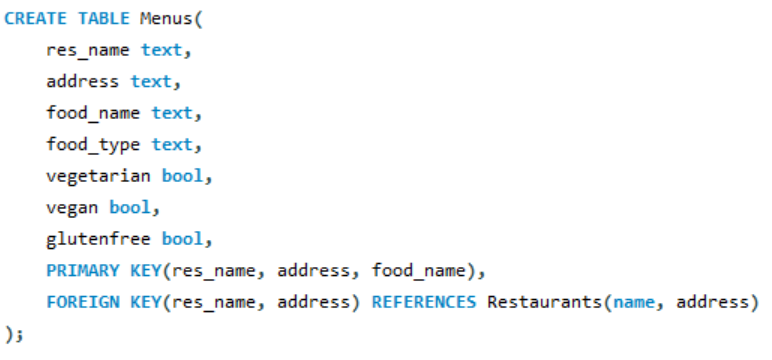 CREATE TABLE Menus(
    res_name text,
    address text,
    food_name text,
    food_type text,
    vegetarian bool,
    vegan bool,
    glutenfree bool,
    PRIMARY KEY(res_name, address, food_name),
    FOREIGN KEY(res_name, address) REFERENCES Restaurants(name, address)
);